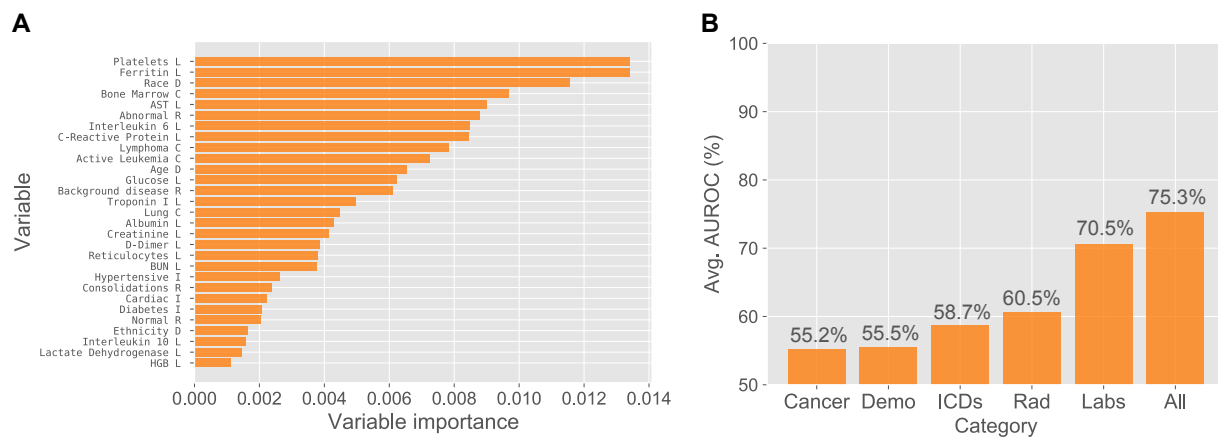 A
Platelets L
Ferritin L
Race D
Bone Marrow C
AST L
Abnormal R
Interleukin 6 L
C-Reactive Protein L
Lymphoma C
Active Leukemia C
Age D
Glucose L
Background disease R
Troponin I L
Lung C
Albumin L
Creatinine L
D-Dimer L
Reticulocytes L
BUN L
Hypertensive I
Consolidations R
Cardiac I
Diabetes I
Normal R
Ethnicity D
Interleukin 10 L
Lactate Dehydrogenase L
HGB L
Variable
0.000 0.002 0.004 0.006 0.008 0.010 0.012 0.014
Variable importance
B
100
90
80
70
60
50
Avg. AUROC (%)
55.2% 55.5% 58.7% 60.5% 70.5% 75.3%
Cancer Demo ICDs Rad Labs All
Category